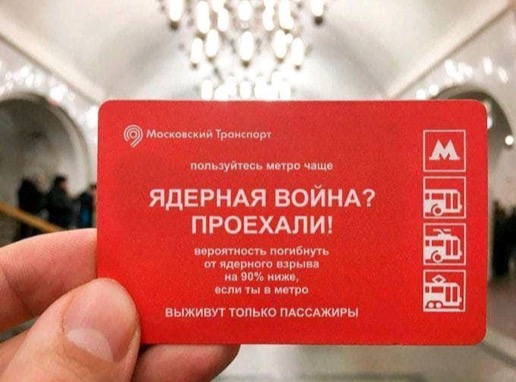 Московский Транспорт
пользуйтесь метро чаще
ЯДЕРНАЯ ВОЙНА?
ПРОЕХАЛИ!
вероятность погибнуть
от ядерного взрыва
на 90% ниже,
если ты в метро
ВЫЖИВУТ ТОЛЬКО ПАССАЖИРЫ
М